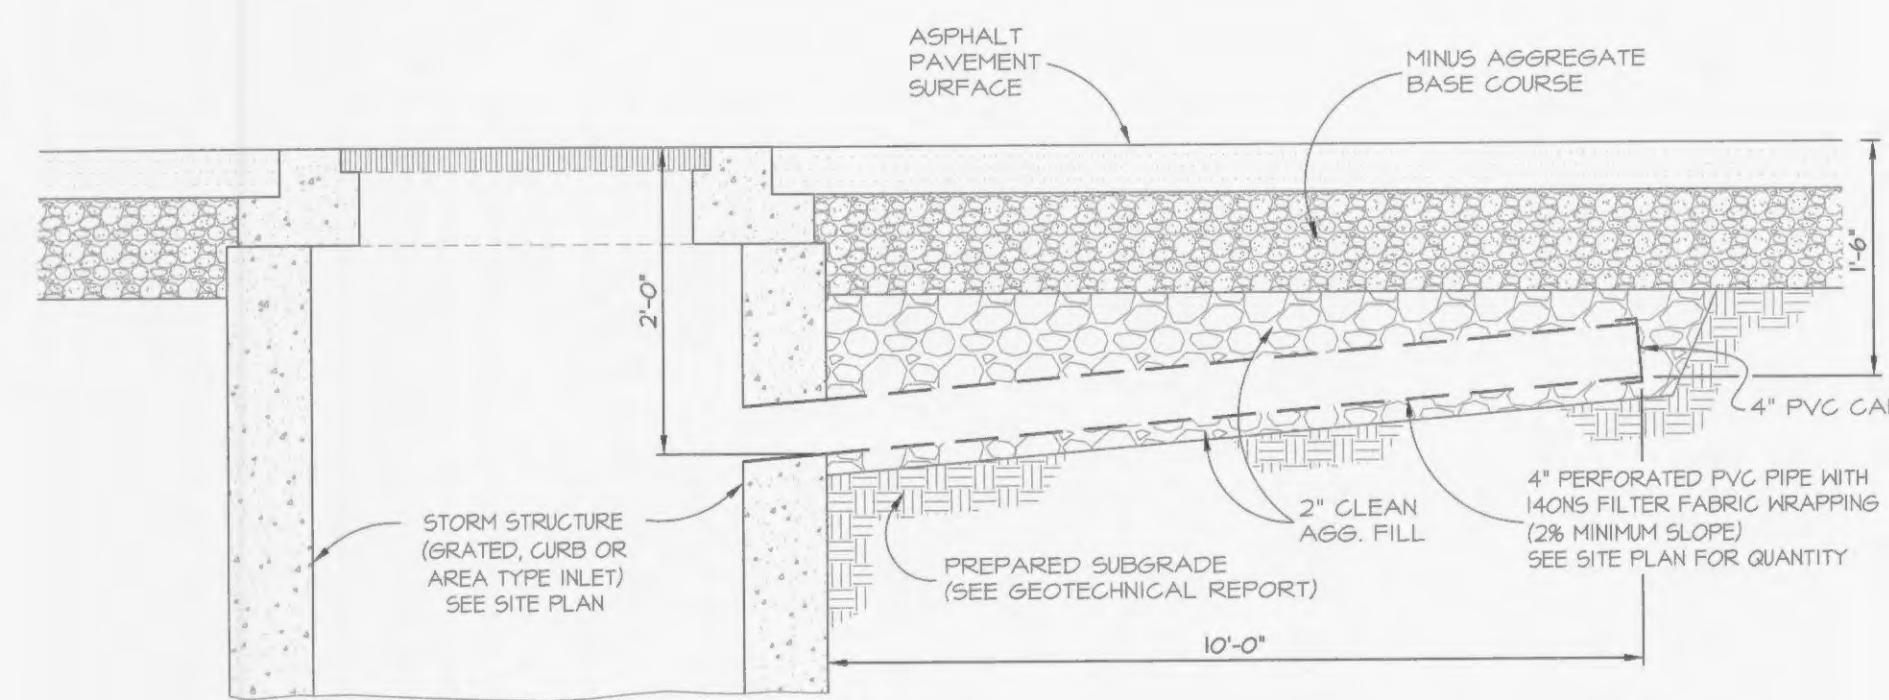 ASPHALT
PAVEMENT
SURFACE
MINUS AGGREGATE
BASE COURSE
2'-0"
1'-6"
4" PVC CA
STORM STRUCTURE
(GRATED, CURB OR
AREA TYPE INLET)
SEE SITE PLAN
PREPARED SUBGRADE
(SEE GEOTECHNICAL REPORT)
2" CLEAN
AGG. FILL
4" PERFORATED PVC PIPE WITH
140NS FILTER FABRIC WRAPPING
(2% MINIMUM SLOPE)
SEE SITE PLAN FOR QUANTITY
10'-0"